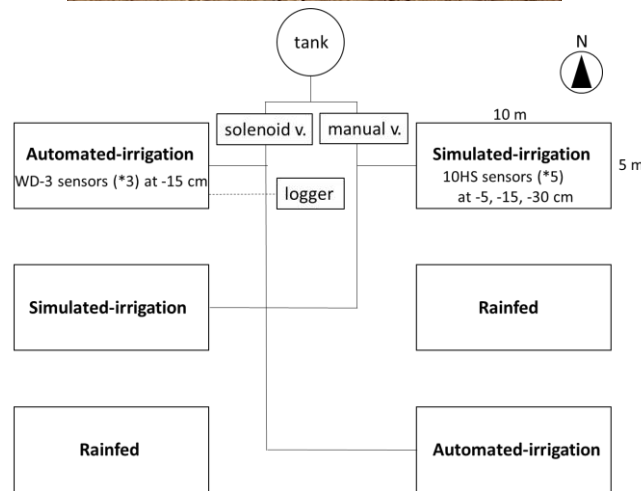 tank
N
solenoid v.
manual v.
10 m
Automated-irrigation
WD-3 sensors (*3) at -15 cm
logger
Simulated-irrigation
10HS sensors (*5)
at -5, -15, -30 cm
5 m
Simulated-irrigation
Rainfed
Rainfed
Automated-irrigation